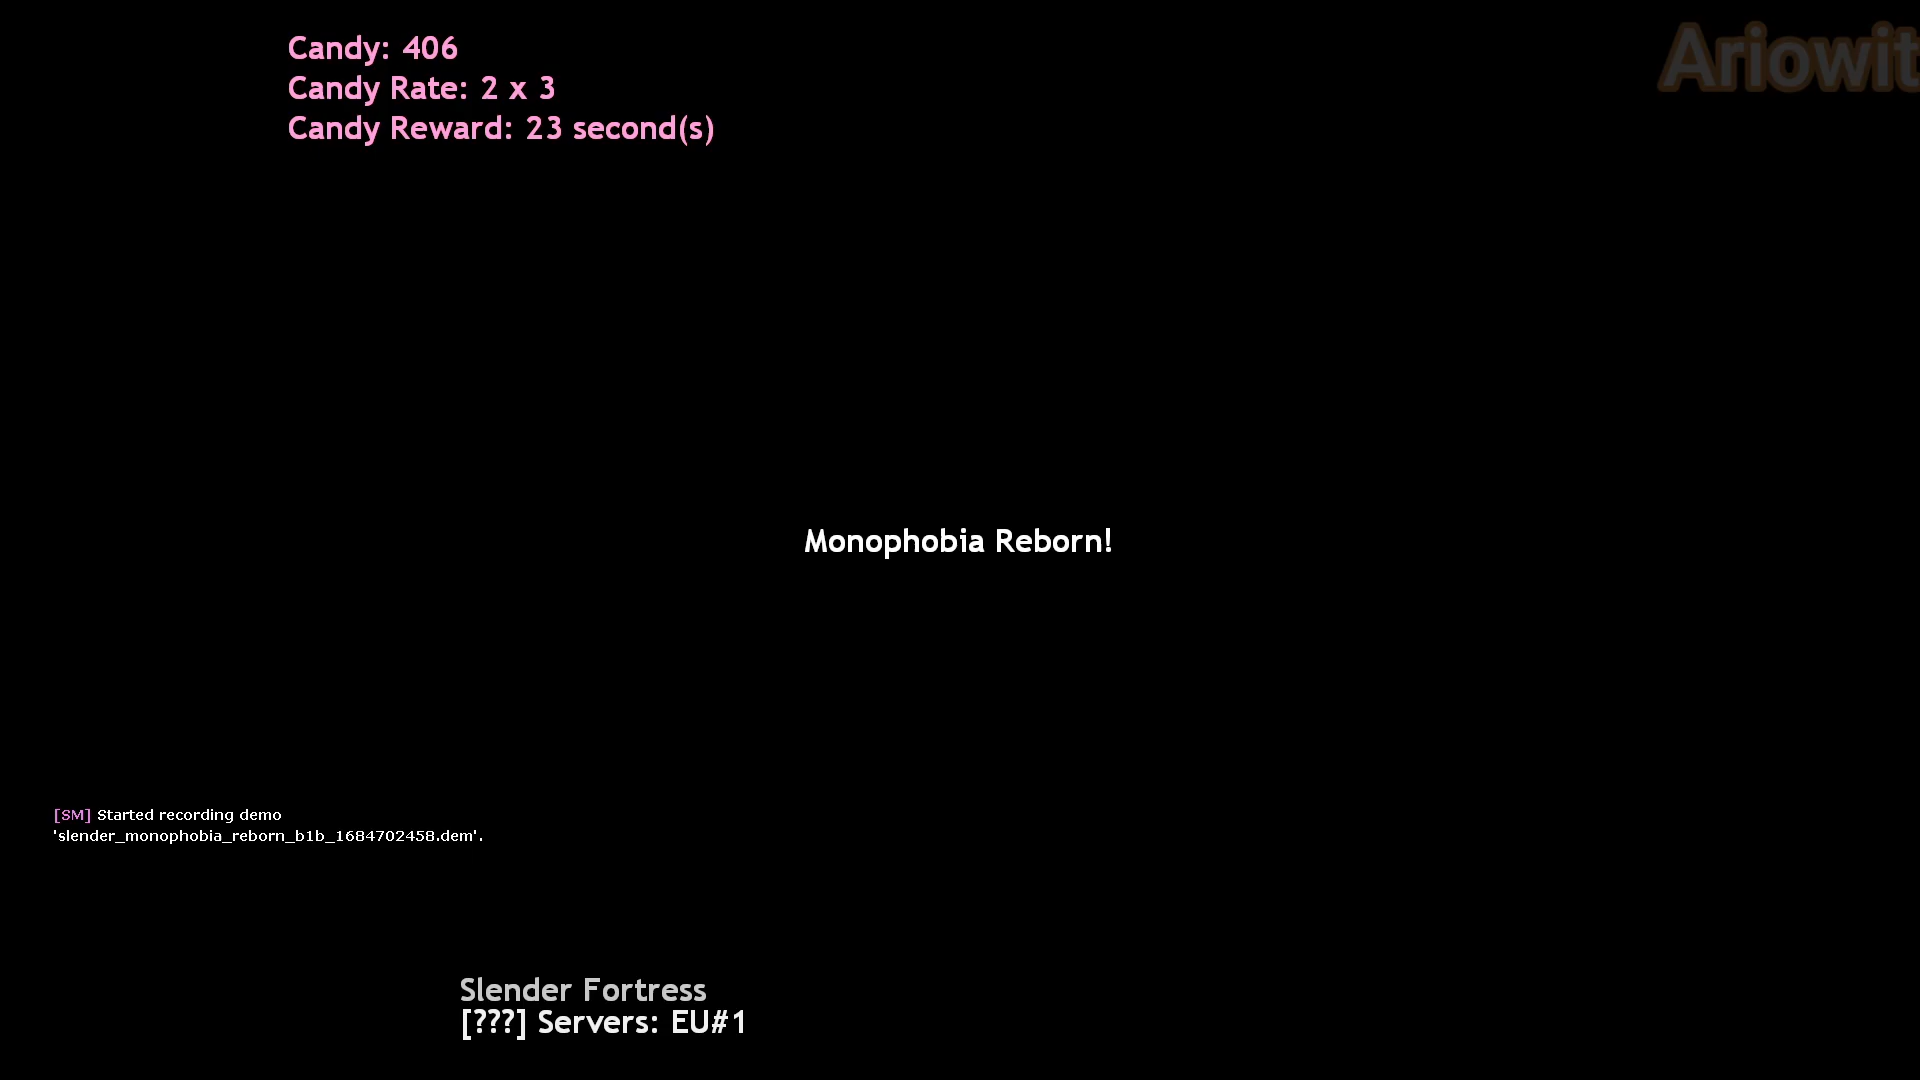 Candy: 406
Candy Rate: 2 x 3
Candy Reward: 23 second(s)
Ariowit
Monophobia Reborn!
[SM] Started recording demo
'slender_monophobia_reborn_b1b_1684702458.dem'.
Slender Fortress
[???] Servers: EU#1